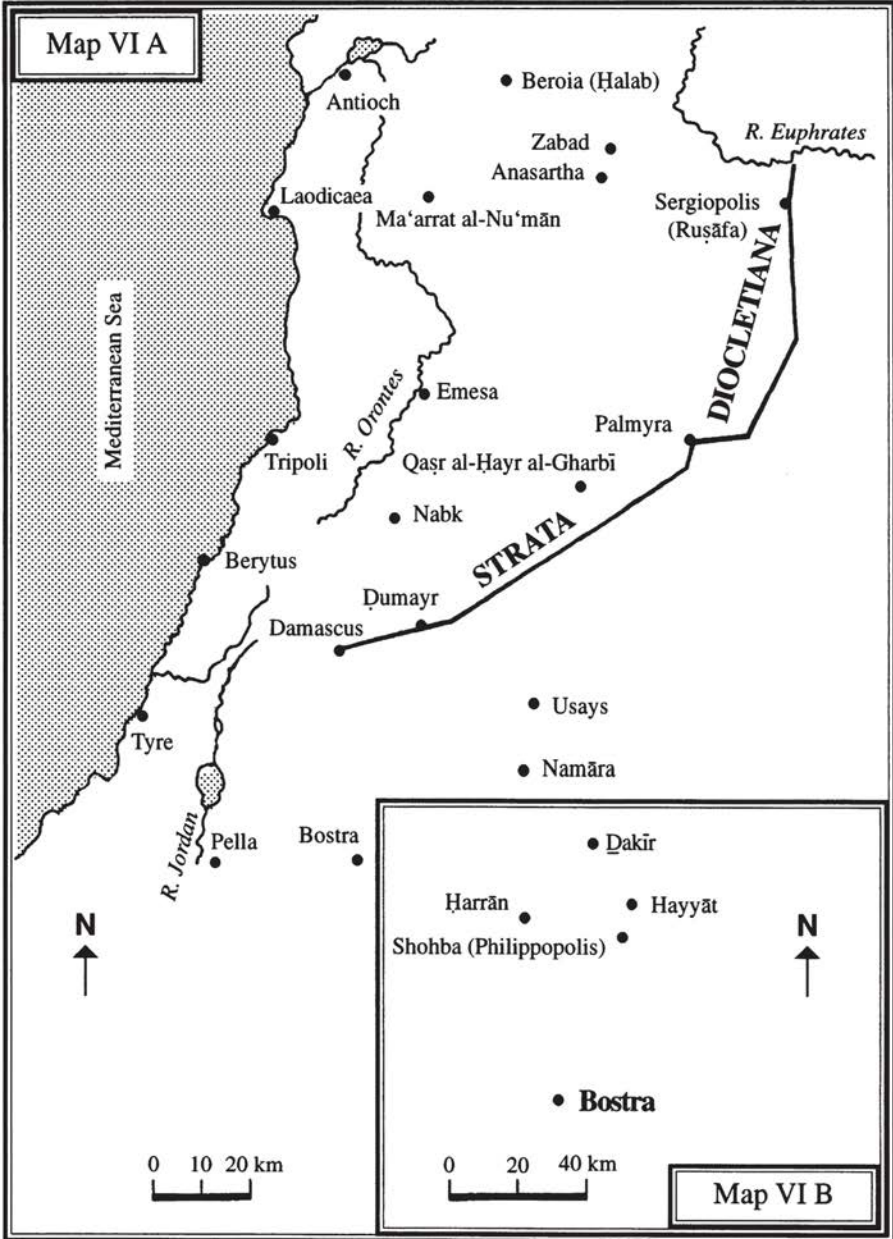 Map VI A
Antioch
Beroia (Ḥalab)
R. Euphrates
Zabad
Anasartha
Laodicaea
Ma‘arrat al-Nu‘mān
Sergiopolis
(Ruṣāfa)
Mediterranean Sea
DIOCLETIANA
Emesa
R. Orontes
Palmyra
Tripoli
Qaṣr al-Ḥayr al-Gharbī
Nabk
STRATA
Berytus
Ḍumayr
Damascus
Usays
Tyre
Namāra
R. Jordan
Pella
Bostra
N
0 10 20 km
Ḏakīr
Ḥarrān
Hayyāt
Shohba (Philippopolis)
N
Bostra
0 20 40 km
Map VI B